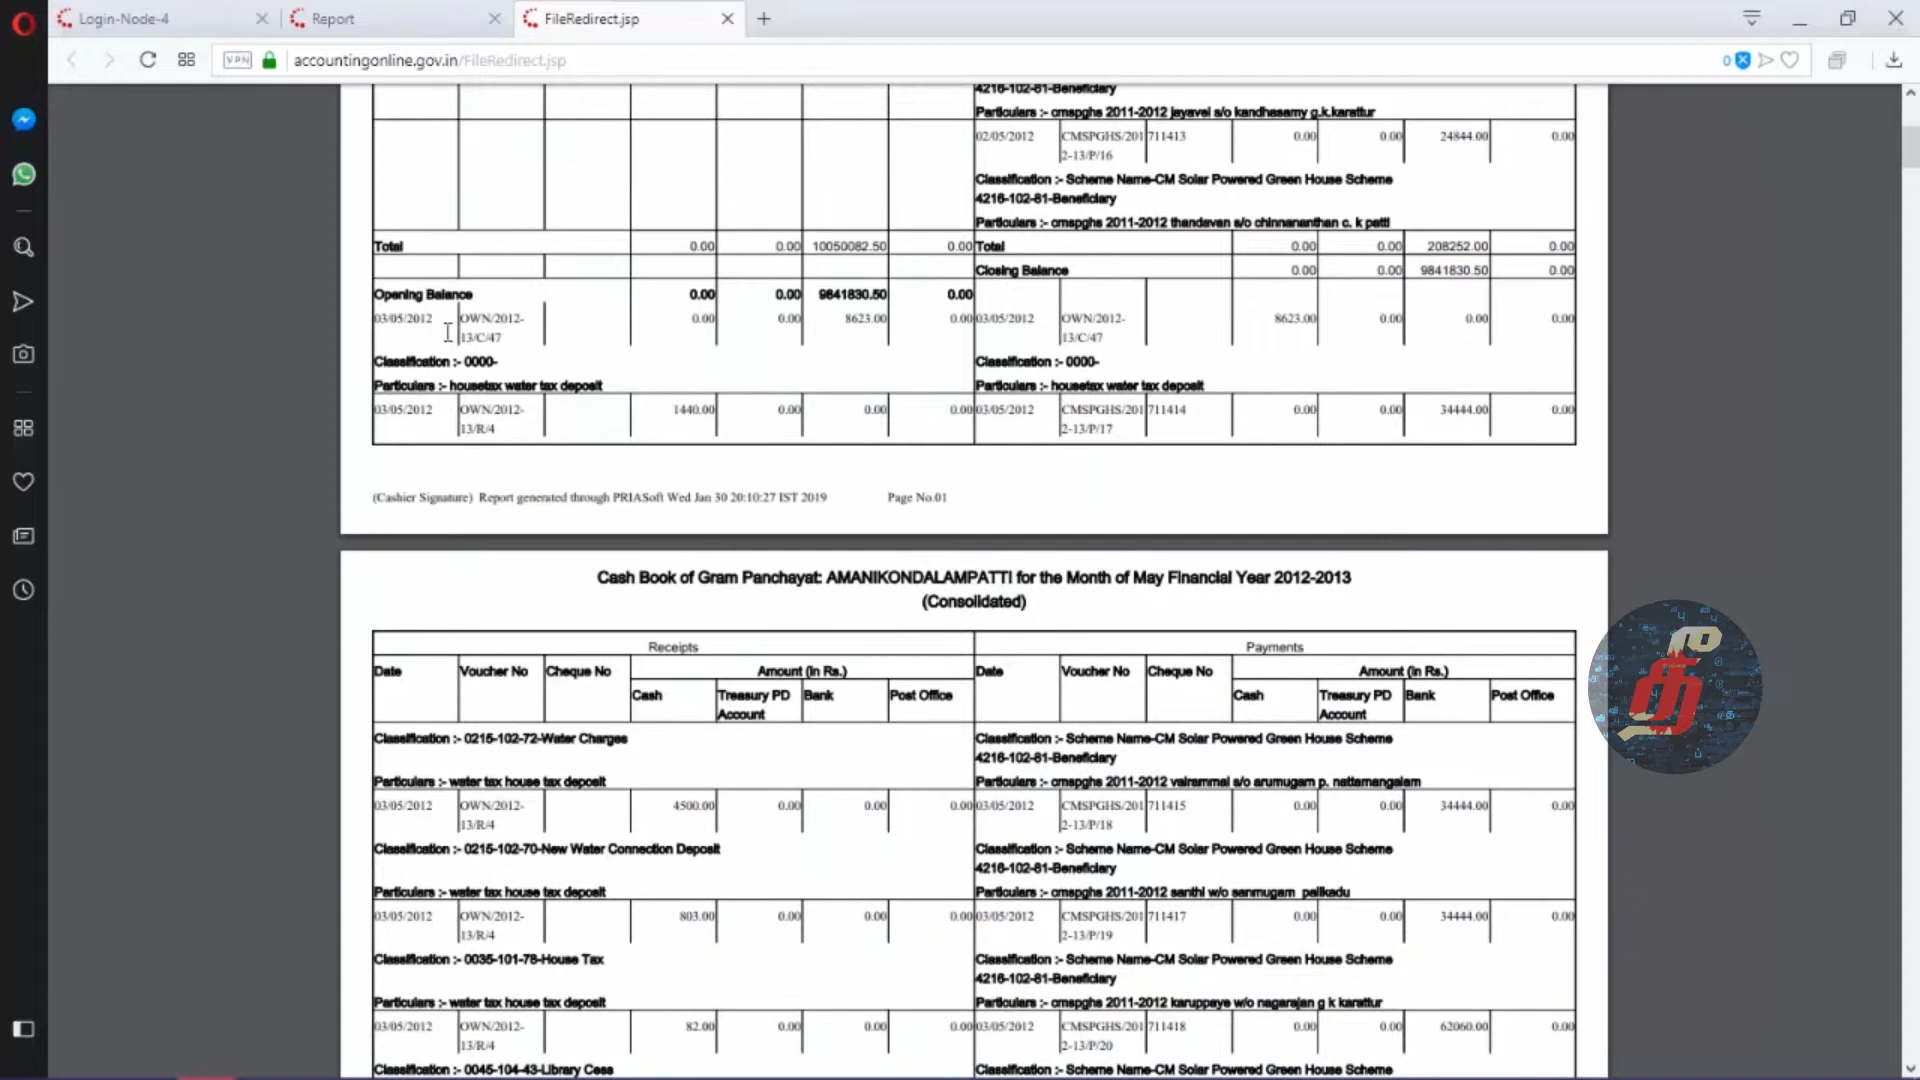 Login-Node-4
Report
FileRedirect.jsp
VPN
accountingonline.gov.in/FileRedirect.jsp
0
4216-102-81-Beneficiary
Particulars :- cmspghs 2011-2012 jayavel s/o kandhasamy g.k.karattur
02/05/2012 CMSPGHS/201 711413 0.00 0.00 24844.00 0.00
2-13/P/16
Classification :- Scheme Name-CM Solar Powered Green House Scheme
4216-102-81-Beneficiary
Particulars :- cmspghs 2011-2012 thandavan s/o chinnananthan c. k patti
Total 0.00 0.00 10050082.50 0.00 Total 0.00 0.00 208252.00 0.00
Closing Balance 0.00 0.00 9841830.50 0.00
Opening Balance 0.00 0.00 9841830.50 0.00
03/05/2012 OWN/2012- 0.00 0.00 8623.00 0.00 03/05/2012 OWN/2012- 8623.00 0.00 0.00 0.00
13/C/47 13/C/47
Classification :- 0000- Classification :- 0000-
Particulars :- housetax water tax deposit Particulars :- housetax water tax deposit
03/05/2012 OWN/2012- 1440.00 0.00 0.00 0.00 03/05/2012 CMSPGHS/201 711414 0.00 0.00 34444.00 0.00
13/R/4 2-13/P/17
(Cashier Signature) Report generated through PRIASoft Wed Jan 30 20:10:27 IST 2019 Page No.01
Cash Book of Gram Panchayat: AMANIKONDALAMPATTI for the Month of May Financial Year 2012-2013
(Consolidated)
Receipts Payments
Date Voucher No Cheque No Amount (in Rs.) Date Voucher No Cheque No Amount (in Rs.)
Cash Treasury PD Bank Post Office Cash Treasury PD Bank Post Office
Account Account
Classification :- 0215-102-72-Water Charges Classification :- Scheme Name-CM Solar Powered Green House Scheme
4216-102-81-Beneficiary
Particulars :- water tax house tax deposit Particulars :- cmspghs 2011-2012 vairammal s/o arumugam p. nattamangalam
03/05/2012 OWN/2012- 4500.00 0.00 0.00 0.00 03/05/2012 CMSPGHS/201 711415 0.00 0.00 34444.00 0.00
13/R/4 2-13/P/18
Classification :- 0215-102-70-New Water Connection Deposit Classification :- Scheme Name-CM Solar Powered Green House Scheme
4216-102-81-Beneficiary
Particulars :- water tax house tax deposit Particulars :- cmspghs 2011-2012 santhi w/o sanmugam palikadu
03/05/2012 OWN/2012- 803.00 0.00 0.00 0.00 03/05/2012 CMSPGHS/201 711417 0.00 0.00 34444.00 0.00
13/R/4 2-13/P/19
Classification :- 0035-101-78-House Tax Classification :- Scheme Name-CM Solar Powered Green House Scheme
4216-102-81-Beneficiary
Particulars :- water tax house tax deposit Particulars :- cmspghs 2011-2012 karuppaye w/o nagarajan g k karattur
03/05/2012 OWN/2012- 82.00 0.00 0.00 0.00 03/05/2012 CMSPGHS/201 711418 0.00 0.00 62060.00 0.00
13/R/4 2-13/P/20
Classification :- 0045-104-43-Library Cess Classification :- Scheme Name-CM Solar Powered Green House Scheme